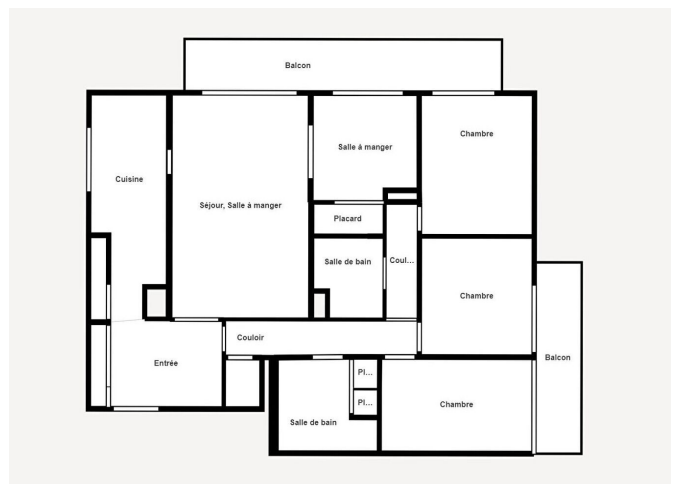 Balcon
Chambre
Salle à manger
Cuisine
Séjour, Salle à manger
Placard
Salle de bain
Coul...
Chambre
Couloir
Balcon
Entrée
Pl...
Pl...
Chambre
Salle de bain